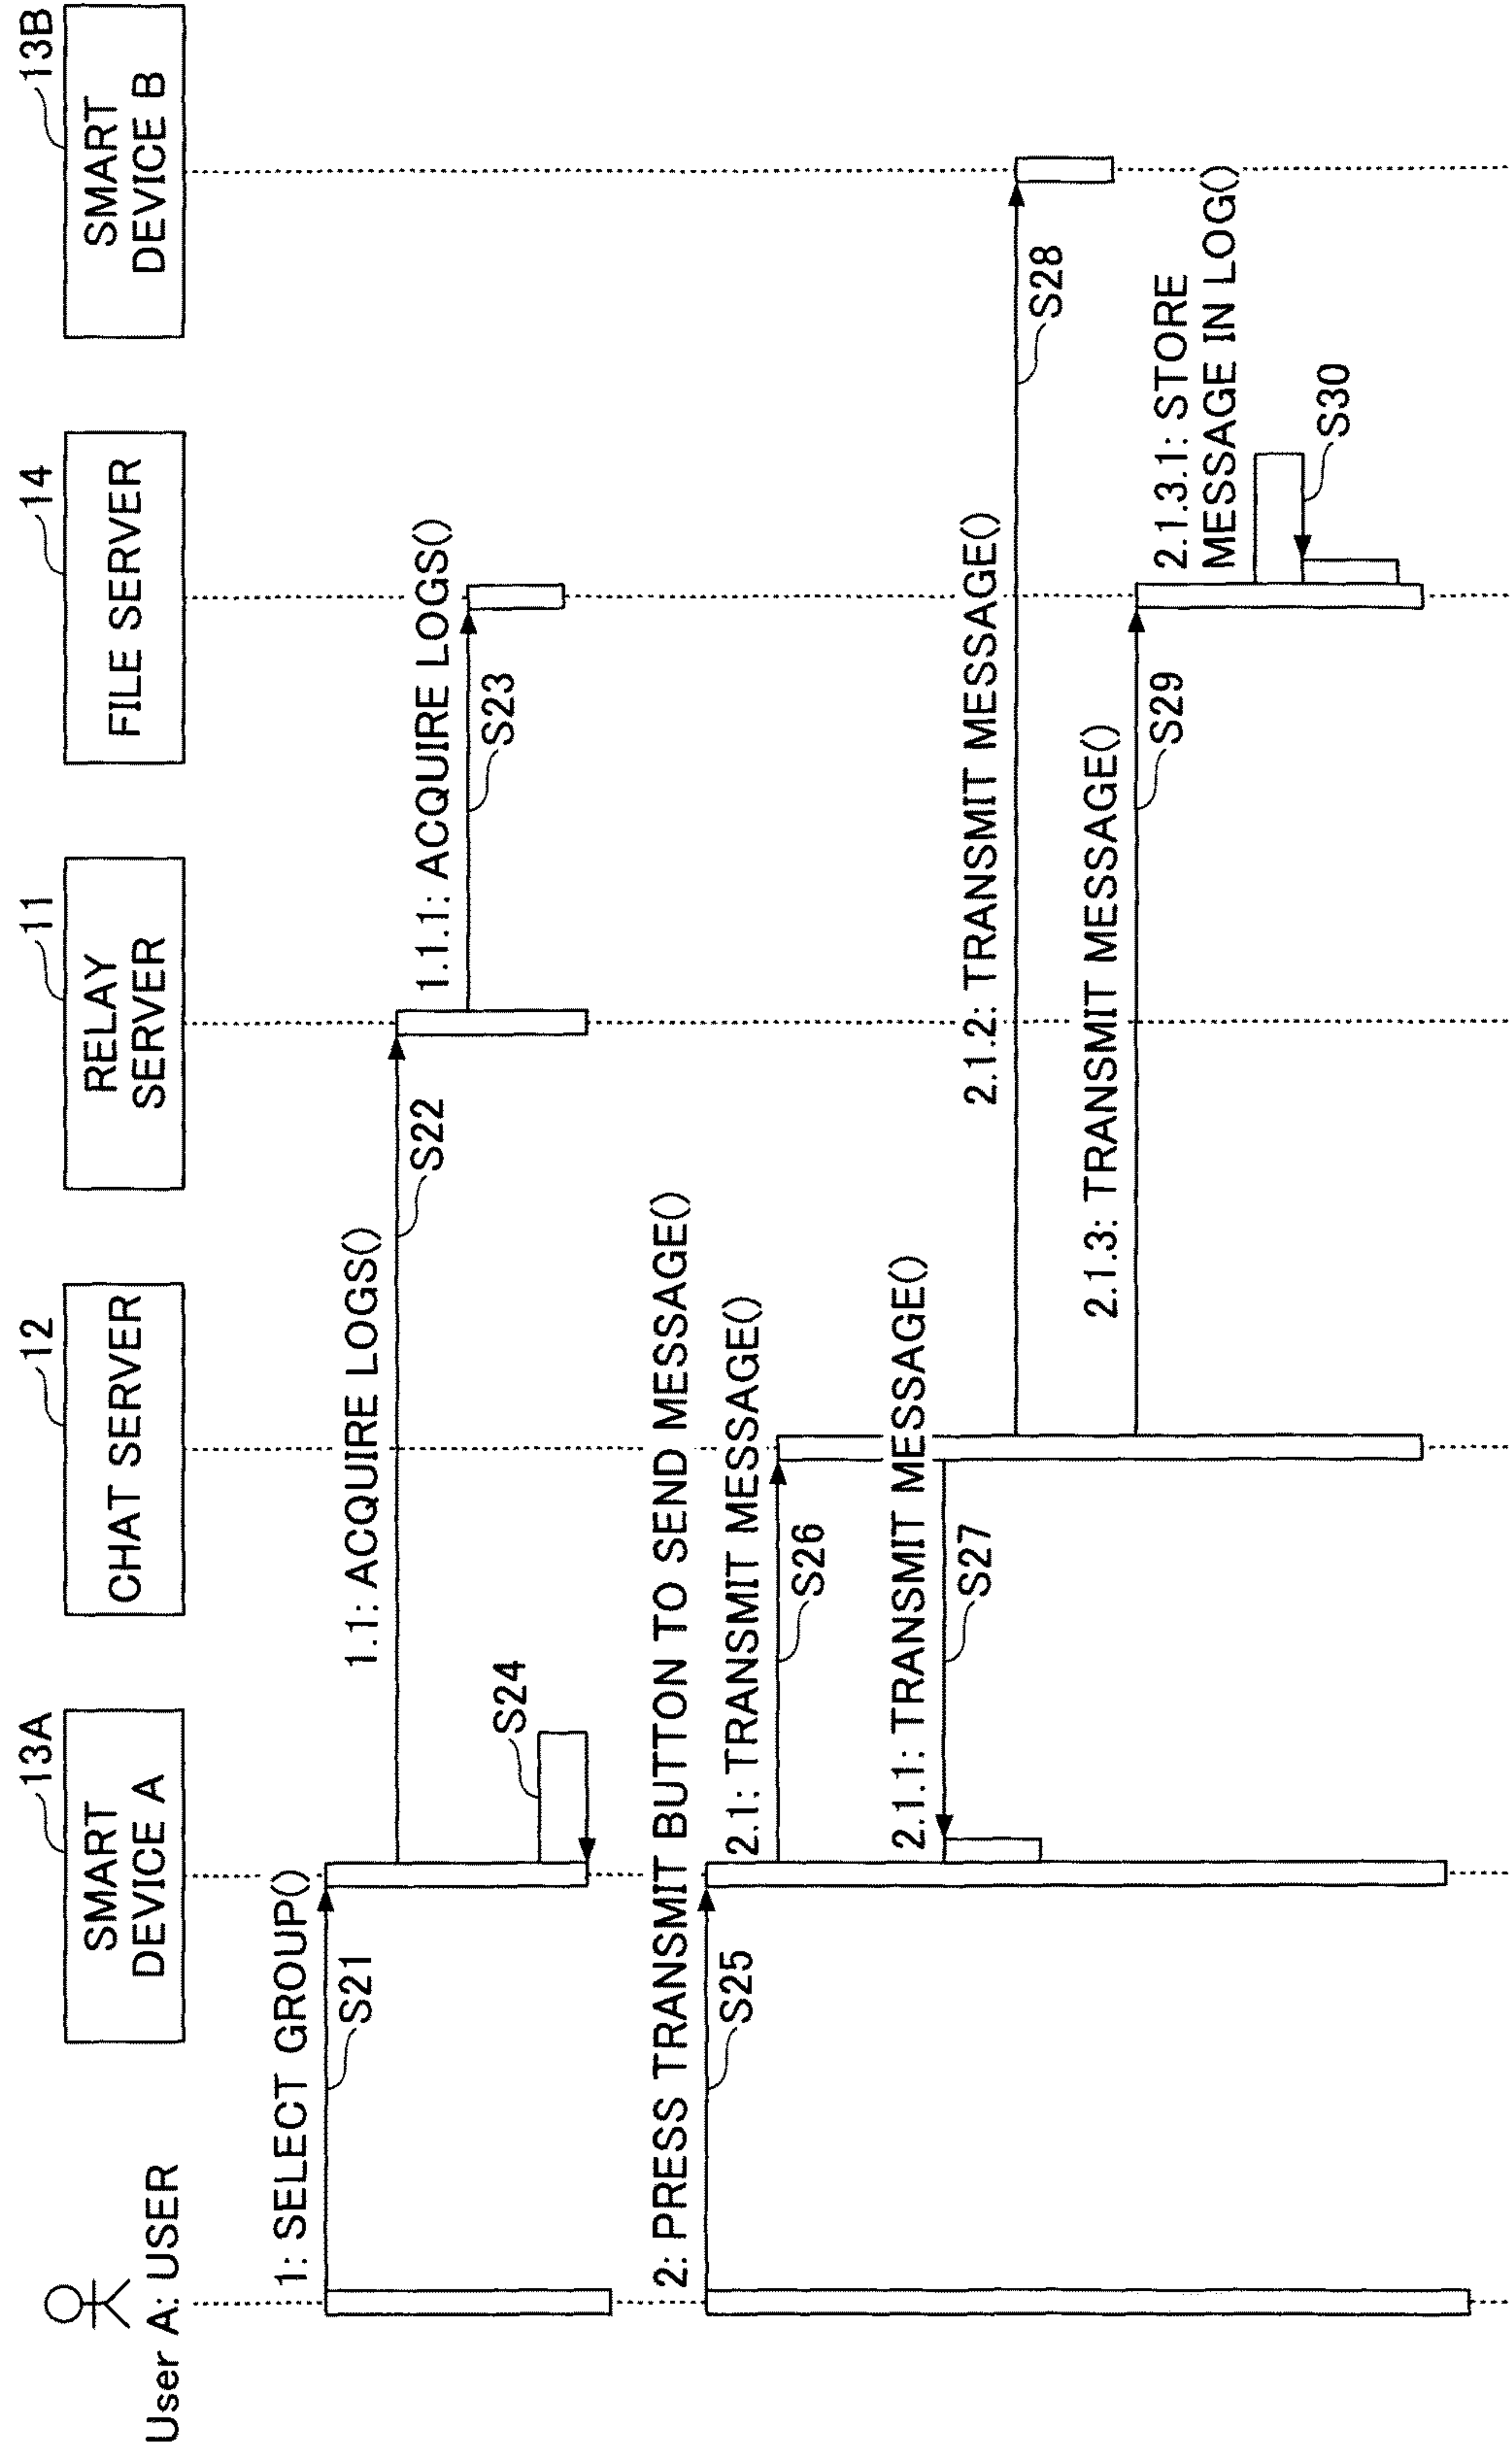 User A: USER
13A
SMART
DEVICE A
12
CHAT SERVER
11
RELAY
SERVER
14
FILE SERVER
13B
SMART
DEVICE B
1: SELECT GROUP()
S21
1.1: ACQUIRE LOGS()
S22
1.1.1: ACQUIRE LOGS()
S23
S24
2: PRESS TRANSMIT BUTTON TO SEND MESSAGE()
S25
2.1: TRANSMIT MESSAGE()
S26
2.1.1: TRANSMIT MESSAGE()
S27
2.1.2: TRANSMIT MESSAGE()
S28
2.1.3: TRANSMIT MESSAGE()
S29
2.1.3.1: STORE
MESSAGE IN LOG()
S30